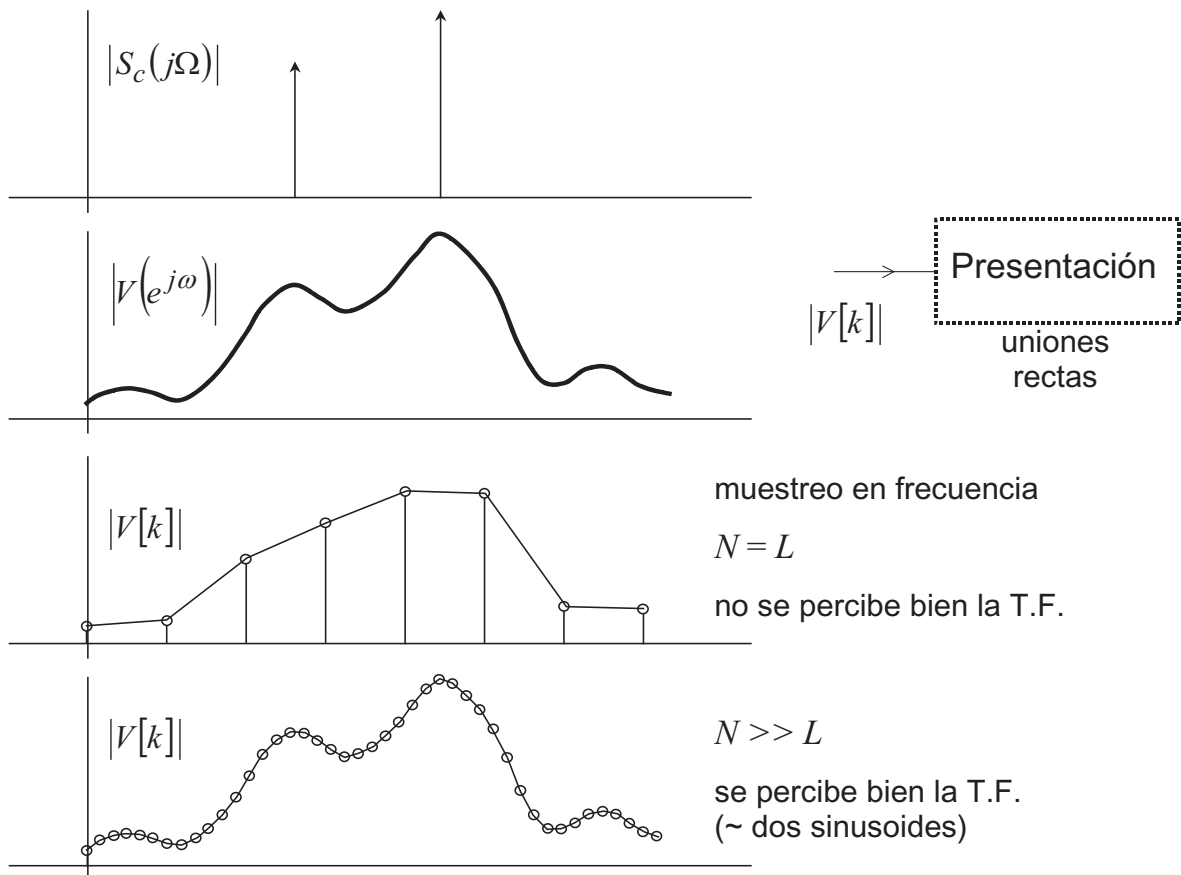 |S_c(jΩ)|
|V(e^{jω})|
Presentación
|V[k]|
uniones
rectas
|V[k]|
muestreo en frecuencia
N = L
no se percibe bien la T.F.
|V[k]|
N >> L
se percibe bien la T.F.
(~ dos sinusoides)